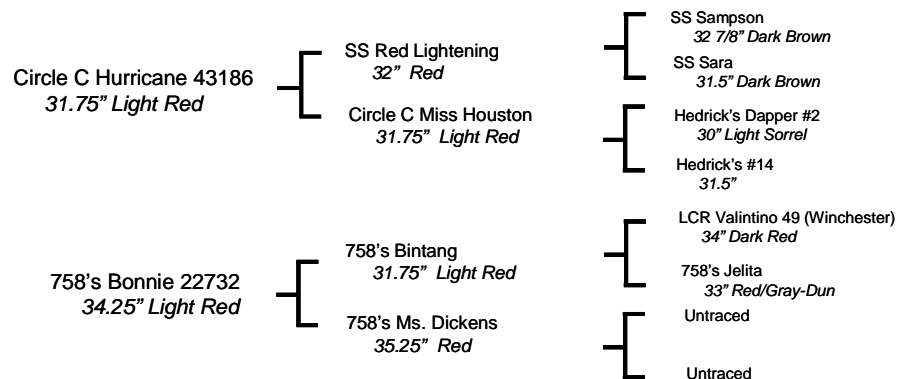 SS Sampson
32 7/8” Dark Brown
SS Red Lightening
32” Red
SS Sara
31.5” Dark Brown
Circle C Hurricane 43186
31.75” Light Red
Circle C Miss Houston
31.75” Light Red
Hedrick’s Dapper #2
30” Light Sorrel
Hedrick’s #14
31.5”
LCR Valintino 49 (Winchester)
34” Dark Red
758’s Bintang
31.75” Light Red
758’s Jelita
33” Red/Gray-Dun
758’s Bonnie 22732
34.25” Light Red
758’s Ms. Dickens
35.25” Red
Untraced
Untraced